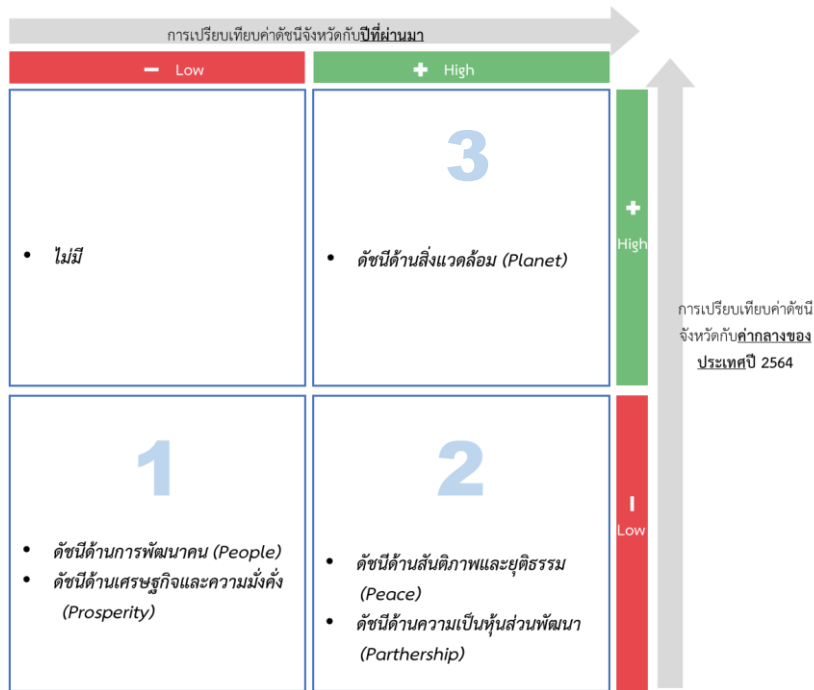 การเปรียบเทียบค่าดัชนีจังหวัดกับปีที่ผ่านมา
− Low
+ High
3
• ไม่มี
• ดัชนีด้านสิ่งแวดล้อม (Planet)
+
High
การเปรียบเทียบค่าดัชนี
จังหวัดกับค่ากลางของ
ประเทศปี 2564
1
2
• ดัชนีด้านการพัฒนาคน (People)
• ดัชนีด้านเศรษฐกิจและความมั่งคั่ง
(Prosperity)
• ดัชนีด้านสันติภาพและยุติธรรม
(Peace)
• ดัชนีด้านความเป็นหุ้นส่วนพัฒนา
(Parthership)
−
Low